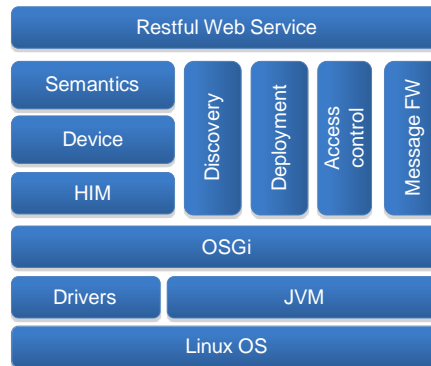 Restful Web Service
Semantics
Device
HIM
Discovery
Deployment
Access
control
Message FW
OSGi
Drivers
JVM
Linux OS